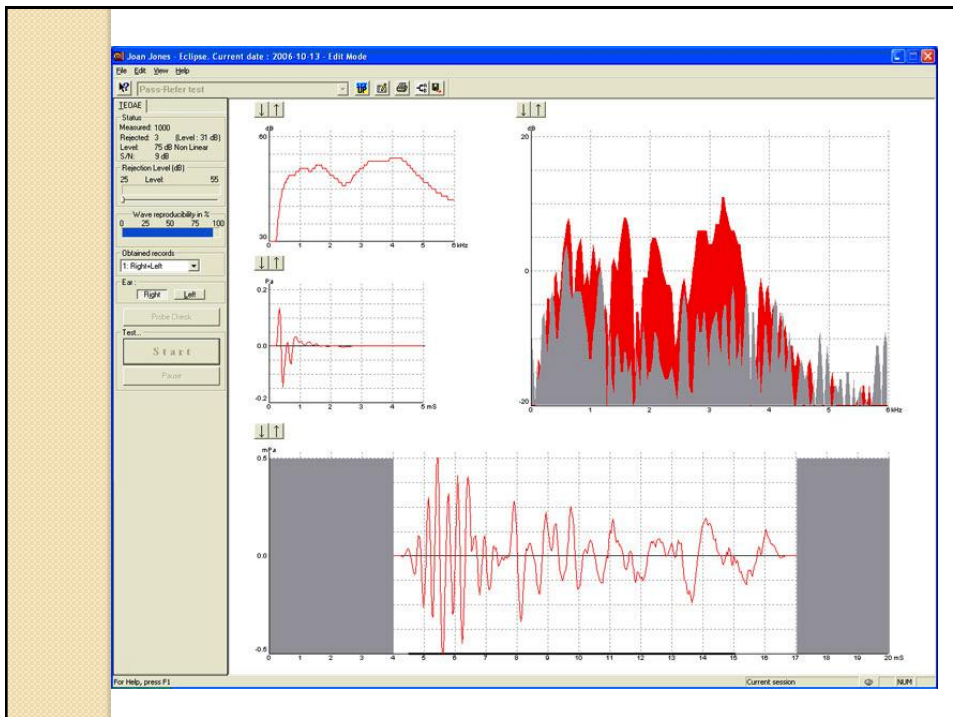 Joan Jones - Eclipse. Current date : 2006-10-13 - Edit Mode
File Edit View Help
Pass-Refer test
TEOAE
Status
Measured: 1000
Rejected: 3 (Level : 31 dB)
Level: 75 dB Non Linear
S/N: 9 dB
Rejection Level (dB)
25 Level: 55
Wave reproducibility in %
0 25 50 75 100
Obtained records
1: Right+Left
Ear :
Right Left
Probe Check
Test...
Start
Pause
dB
60
30
0 1 2 3 4 5 6 kHz
Pa
0.2
0.0
-0.2
0 1 2 3 4 5 mS
20
0
-20
0 1 2 3 4 5 6 kHz
mPa
0.5
0.0
-0.5
0 1 2 3 4 5 6 7 8 9 10 11 12 13 14 15 16 17 20 mS
For Help, press F1
Current session
NUM